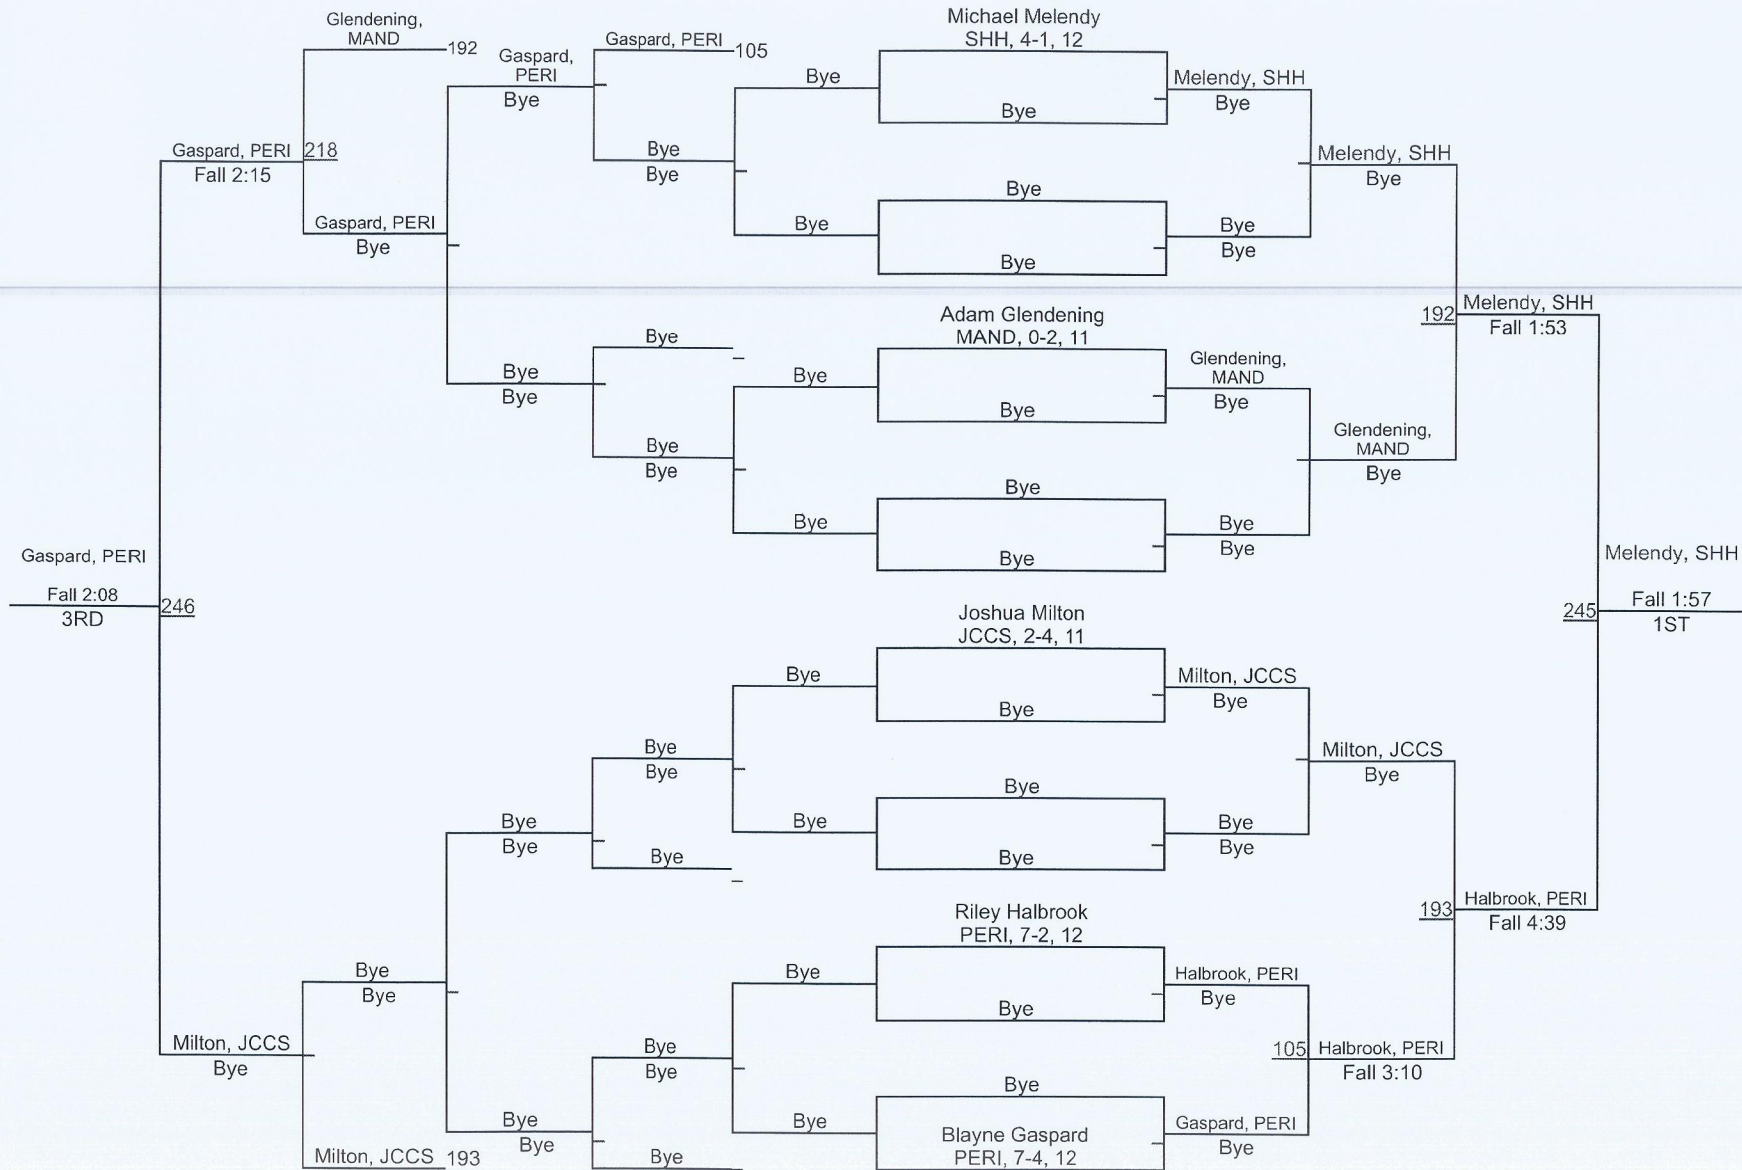 Glendening,
MAND
192
Gaspard, PERI
105
Gaspard,
PERI
Bye
Michael Melendy
SHH, 4-1, 12
Bye
Bye
Melendy, SHH
Bye
Gaspard, PERI
218
Fall 2:15
Bye
Bye
Melendy, SHH
Bye
Gaspard, PERI
Bye
Bye
Bye
Bye
Bye
Bye
Adam Glendening
MAND, 0-2, 11
192
Melendy, SHH
Fall 1:53
Bye
Bye
Bye
Bye
Bye
Glendening,
MAND
Bye
Bye
Bye
Glendening,
MAND
Bye
Bye
Bye
Bye
Bye
Bye
Gaspard, PERI
Fall 2:08
3RD
246
Melendy, SHH
245
Fall 1:57
1ST
Joshua Milton
JCCS, 2-4, 11
Bye
Bye
Milton, JCCS
Bye
Bye
Bye
Milton, JCCS
Bye
Bye
Bye
Bye
Bye
Bye
Bye
Bye
Bye
Riley Halbrook
PERI, 7-2, 12
193
Halbrook, PERI
Fall 4:39
Bye
Bye
Bye
Bye
Halbrook, PERI
Bye
Milton, JCCS
Bye
Bye
Bye
105
Halbrook, PERI
Fall 3:10
Bye
Bye
Bye
Bye
Blayne Gaspard
PERI, 7-4, 12
Gaspard, PERI
Bye
Milton, JCCS
193
Bye